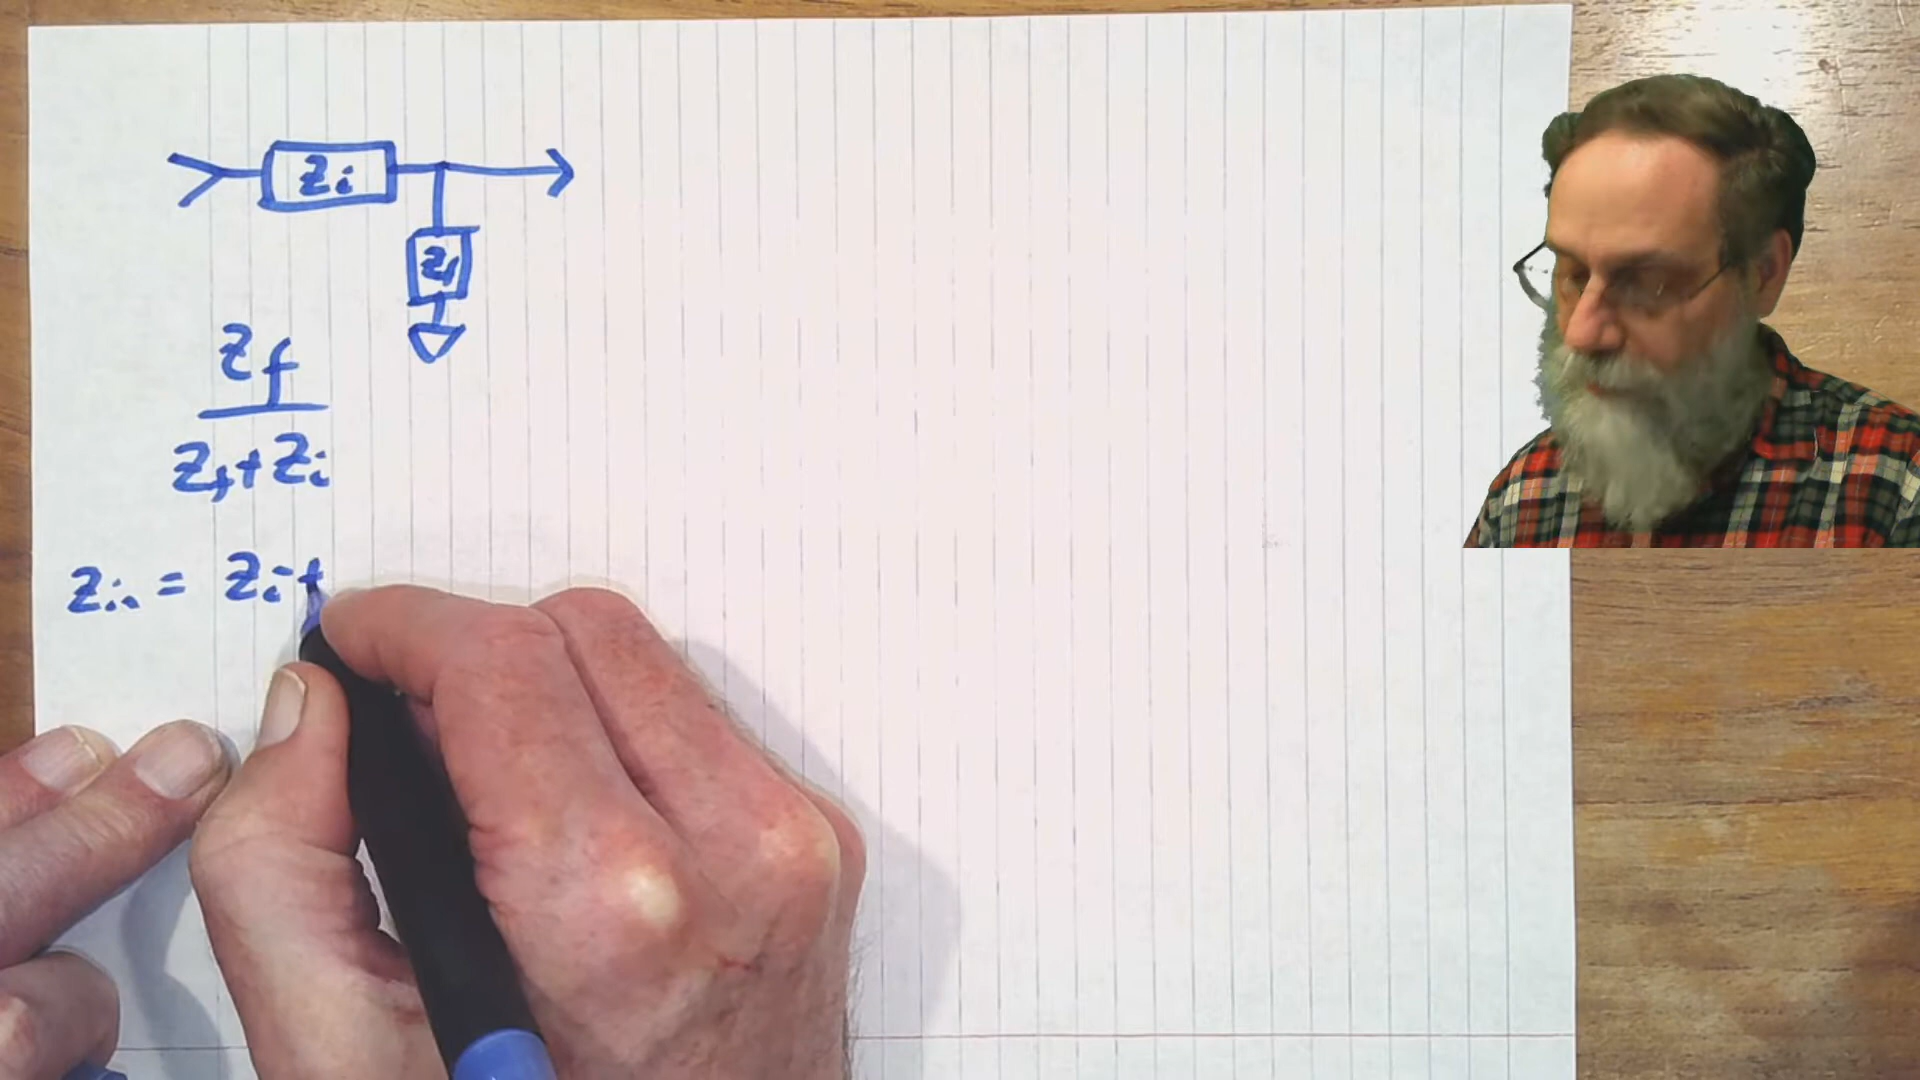 Zi
Zf
Zf
Zf+Zi
Zin = Zi+